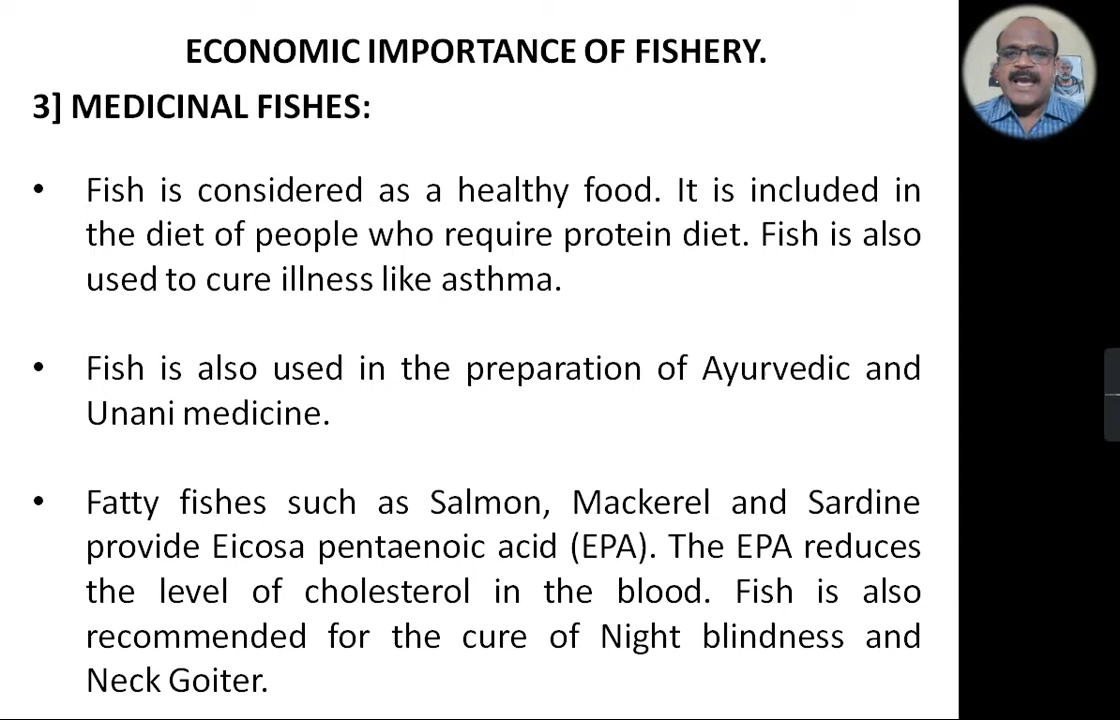 ECONOMIC IMPORTANCE OF FISHERY.
3] MEDICINAL FISHES:
• Fish is considered as a healthy food. It is included in
the diet of people who require protein diet. Fish is also
used to cure illness like asthma.
• Fish is also used in the preparation of Ayurvedic and
Unani medicine.
• Fatty fishes such as Salmon, Mackerel and Sardine
provide Eicosa pentaenoic acid (EPA). The EPA reduces
the level of cholesterol in the blood. Fish is also
recommended for the cure of Night blindness and
Neck Goiter.